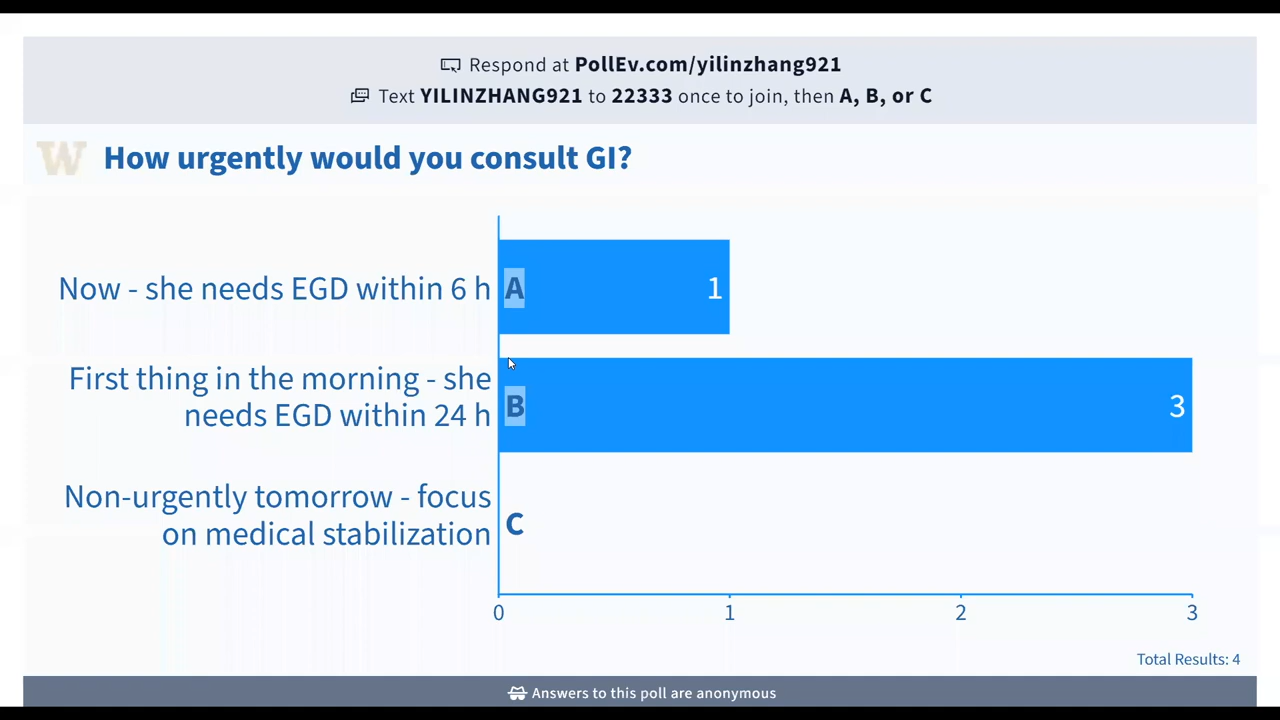 Respond at PollEv.com/yilinzhang921
Text YILINZHANG921 to 22333 once to join, then A, B, or C
W How urgently would you consult GI?
Now - she needs EGD within 6 h A 1
First thing in the morning - she
needs EGD within 24 h B 3
Non-urgently tomorrow - focus
on medical stabilization C
0 1 2 3
Total Results: 4
Answers to this poll are anonymous